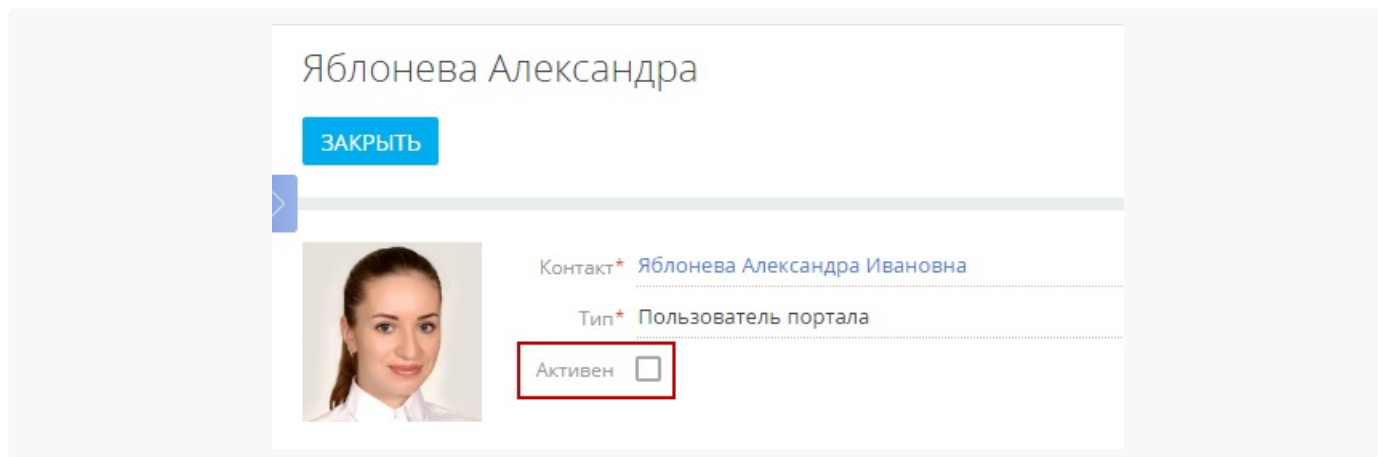 Яблонева Александра
ЗАКРЫТЬ
Контакт* Яблонева Александра Ивановна
Тип* Пользователь портала
Активен